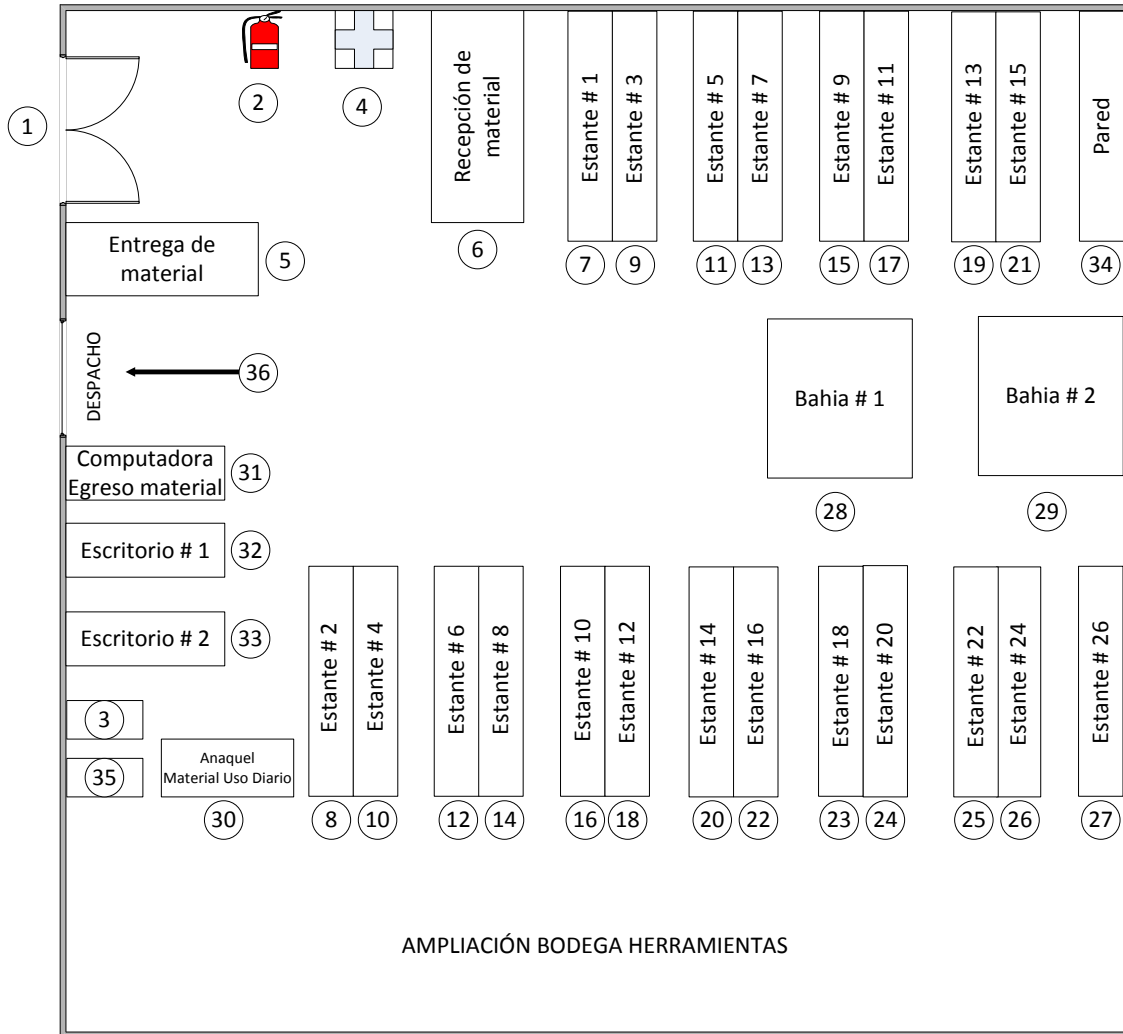 Recepción de
material
Estante # 1
Estante # 3
Estante # 5
Estante # 7
Estante # 9
Estante # 11
Estante # 13
Estante # 15
Pared
1
2
4
Entrega de
material
5
6
7
9
11
13
15
17
19
21
34
DESPACHO
36
Bahia # 1
Bahia # 2
Computadora
Egreso material
31
28
29
Escritorio # 1
32
Escritorio # 2
33
Estante # 2
Estante # 4
Estante # 6
Estante # 8
Estante # 10
Estante # 12
Estante # 14
Estante # 16
Estante # 18
Estante # 20
Estante # 22
Estante # 24
Estante # 26
3
35
Anaquel
Material Uso Diario
30
8
10
12
14
16
18
20
22
23
24
25
26
27
AMPLIACIÓN BODEGA HERRAMIENTAS